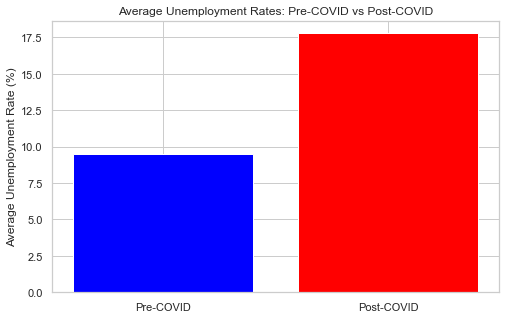 Average Unemployment Rates: Pre-COVID vs Post-COVID
Average Unemployment Rate (%)
17.5
15.0
12.5
10.0
7.5
5.0
2.5
0.0
Pre-COVID
Post-COVID